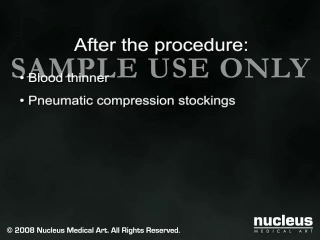 After the procedure:
SAMPLE USE ONLY
• Blood thinner
• Pneumatic compression stockings
nucleus
MEDICAL ART
© 2008 Nucleus Medical Art. All Rights Reserved.